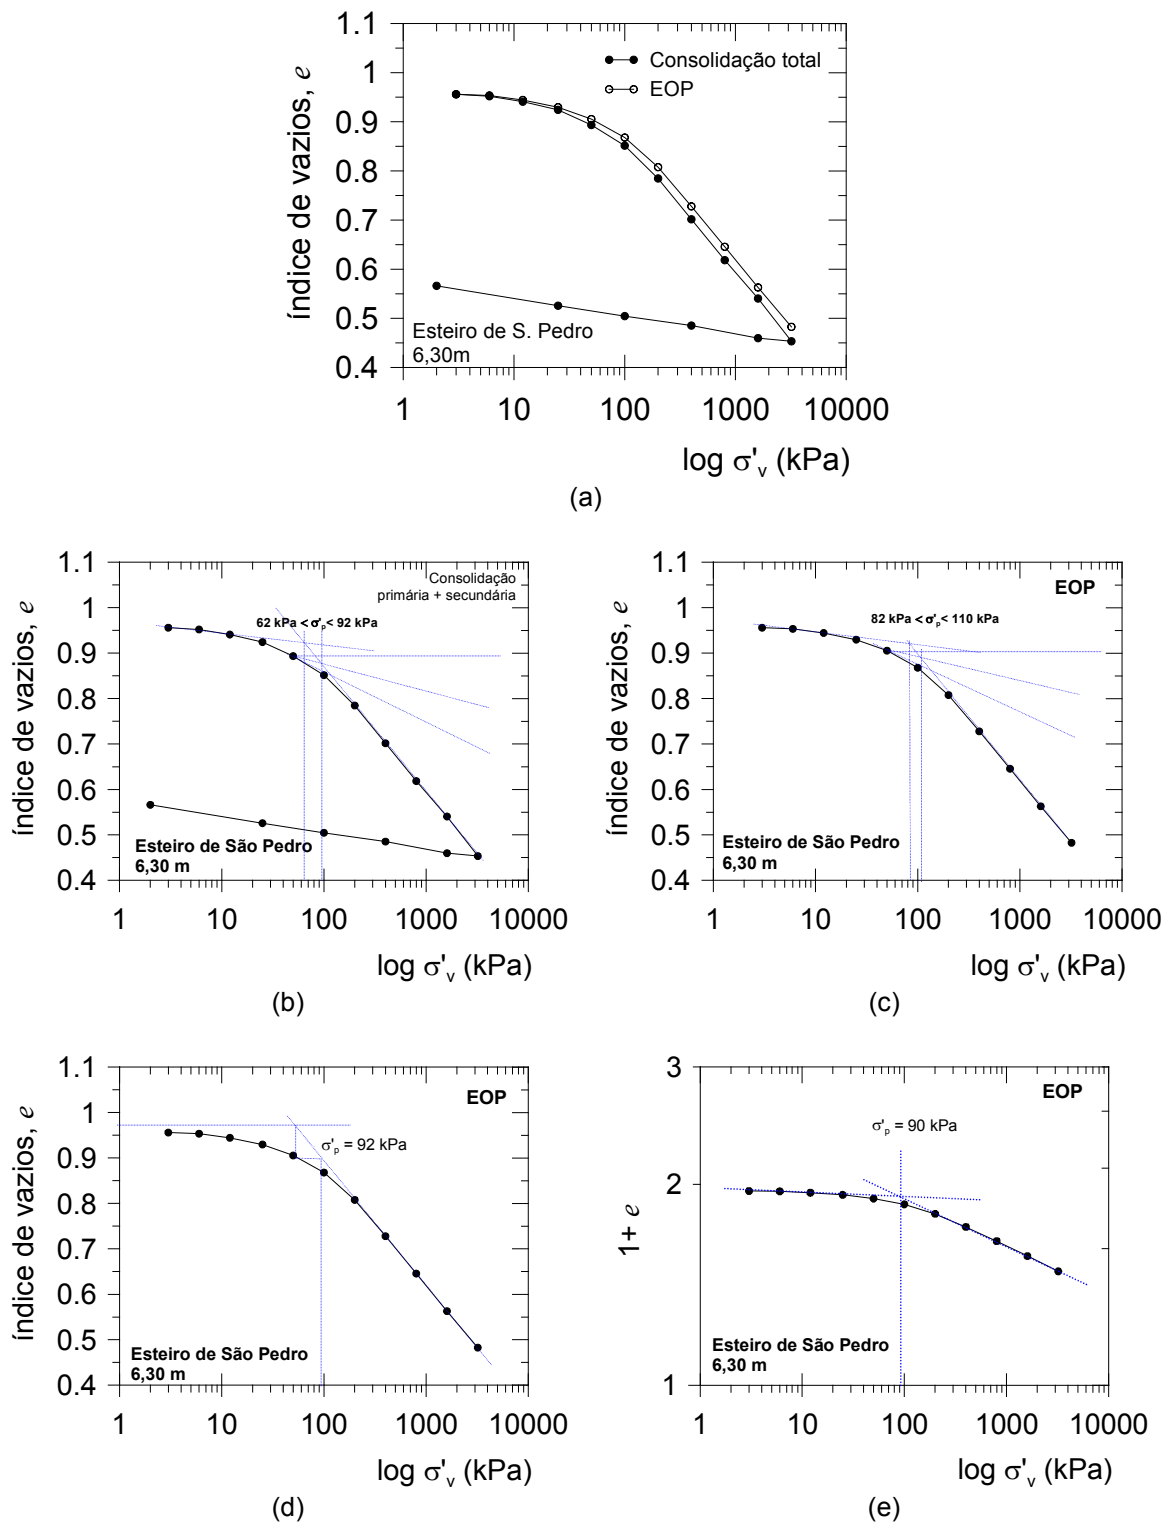 1.1
1
0.9
0.8
0.7
0.6
0.5
0.4
índice de vazios, e
Consolidação total
EOP
Esteiro de S. Pedro
6,30m
1 10 100 1000 10000
log σ'v (kPa)
(a)
1.1
1
0.9
0.8
0.7
0.6
0.5
0.4
índice de vazios, e
Consolidação
primária + secundária
62 kPa < σ'p < 92 kPa
Esteiro de São Pedro
6,30 m
1 10 100 1000 10000
log σ'v (kPa)
(b)
1.1
1
0.9
0.8
0.7
0.6
0.5
0.4
índice de vazios, e
EOP
82 kPa < σ'p < 110 kPa
Esteiro de São Pedro
6,30 m
1 10 100 1000 10000
log σ'v (kPa)
(c)
1.1
1
0.9
0.8
0.7
0.6
0.5
0.4
índice de vazios, e
EOP
σ'p = 92 kPa
Esteiro de São Pedro
6,30 m
1 10 100 1000 10000
log σ'v (kPa)
(d)
3
2
1
1+ e
EOP
σ'p = 90 kPa
Esteiro de São Pedro
6,30 m
1 10 100 1000 10000
log σ'v (kPa)
(e)